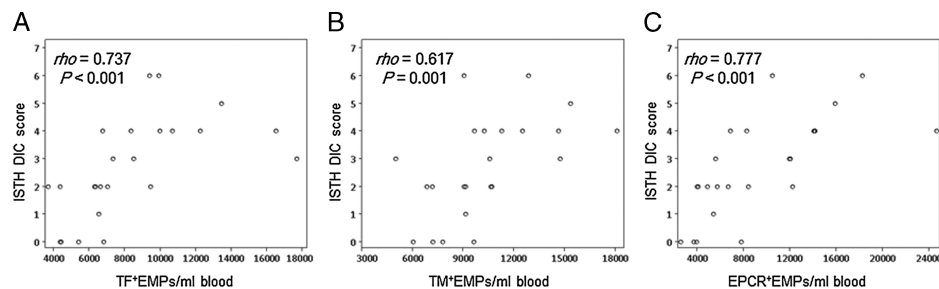 A
rho = 0.737
P < 0.001
ISTH DIC score
7
6
5
4
3
2
1
0
4000 6000 8000 10000 12000 14000 16000 18000
TF+EMPs/ml blood
B
rho = 0.617
P = 0.001
ISTH DIC score
7
6
5
4
3
2
1
0
3000 6000 9000 12000 15000 18000
TM+EMPs/ml blood
C
rho = 0.777
P < 0.001
ISTH DIC score
7
6
5
4
3
2
1
0
4000 8000 12000 16000 20000 24000
EPCR+EMPs/ml blood